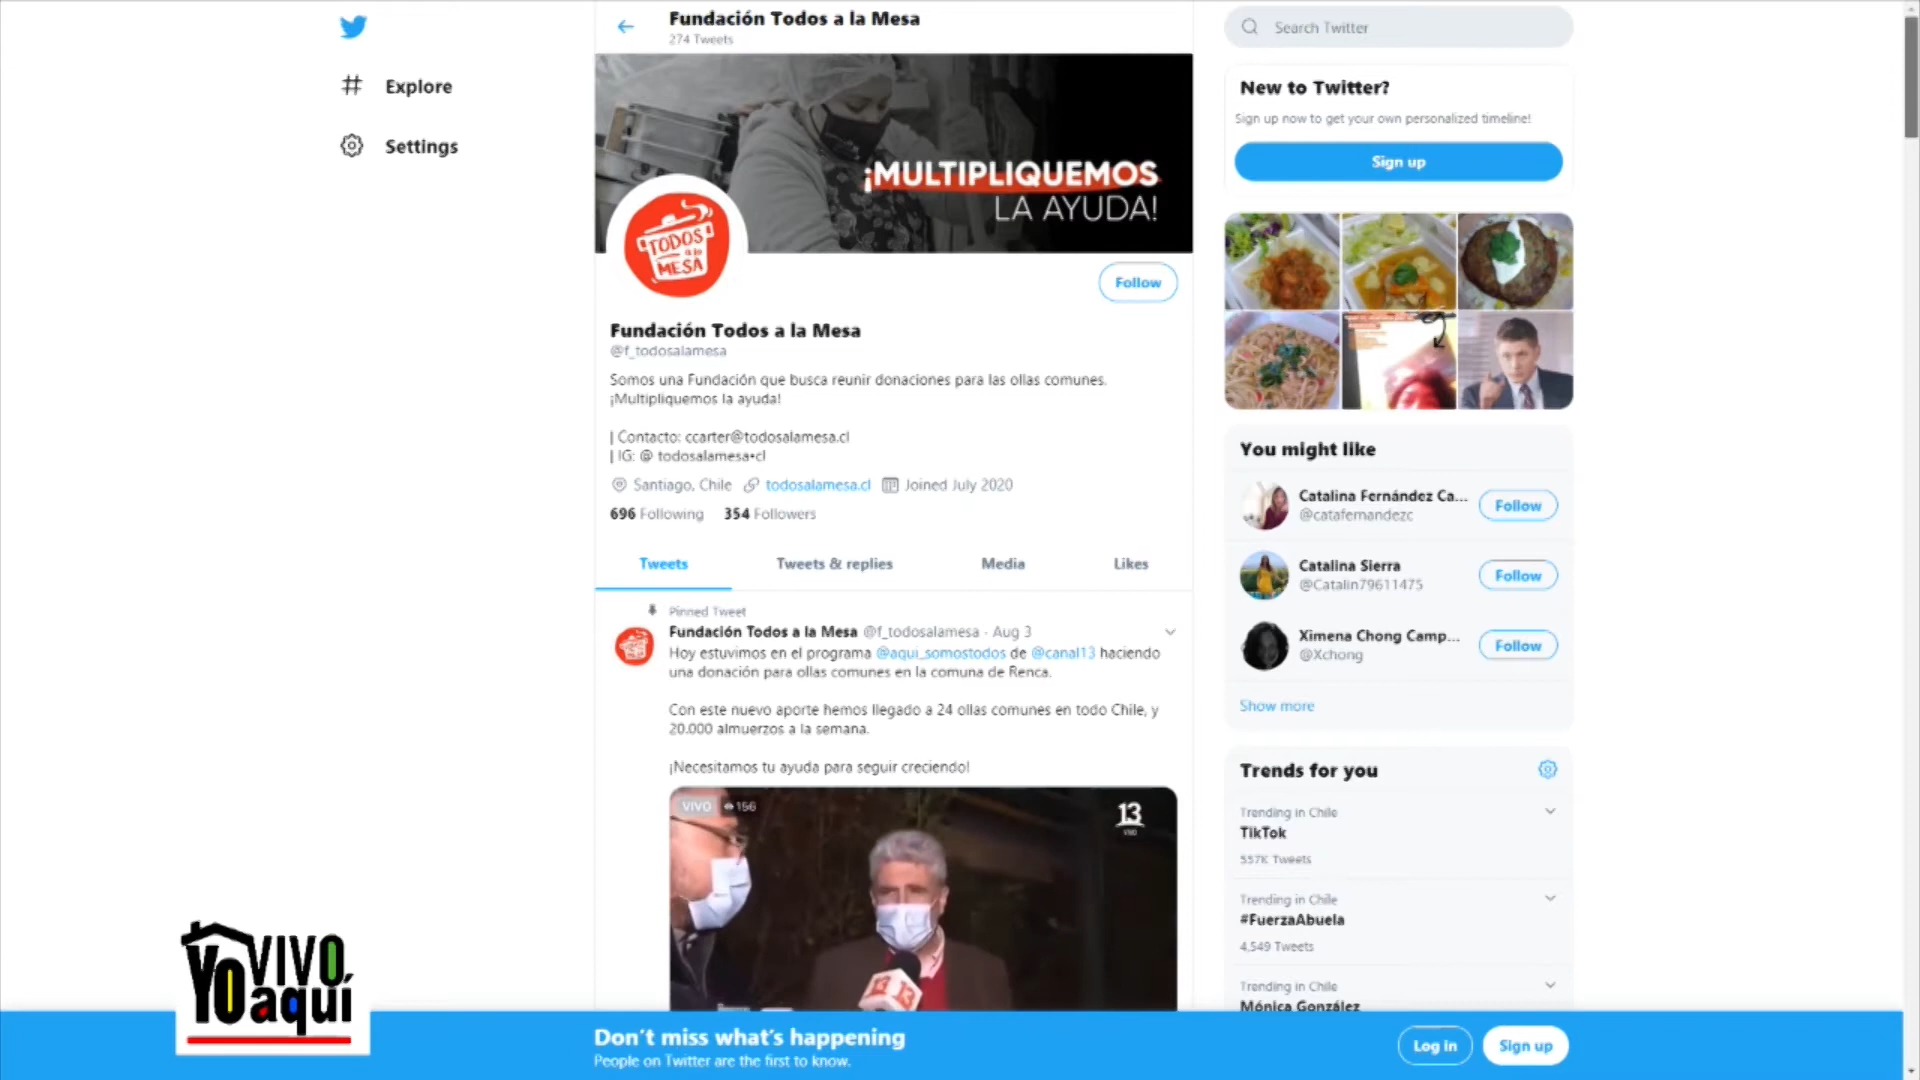 Explore
Settings
Fundación Todos a la Mesa
274 Tweets
¡MULTIPLIQUEMOS
LA AYUDA!
TODOS
a la
MESA
Follow
Fundación Todos a la Mesa
@f_todosalamesa
Somos una Fundación que busca reunir donaciones para las ollas comunes.
¡Multipliquemos la ayuda!
| Contacto: ccarter@todosalamesa.cl
| IG: @ todosalamesa•cl
Santiago, Chile todosalamesa.cl Joined July 2020
696 Following 354 Followers
Tweets Tweets & replies Media Likes
Pinned Tweet
Fundación Todos a la Mesa @f_todosalamesa · Aug 3
Hoy estuvimos en el programa @aqui_somostodos de @canal13 haciendo
una donación para ollas comunes en la comuna de Renca.
Con este nuevo aporte hemos llegado a 24 ollas comunes en todo Chile, y
20.000 almuerzos a la semana.
¡Necesitamos tu ayuda para seguir creciendo!
VIVO 156
13
13
Search Twitter
New to Twitter?
Sign up now to get your own personalized timeline!
Sign up
You might like
Catalina Fernández Ca...
@catafernandezc
Follow
Catalina Sierra
@Catalin79611475
Follow
Ximena Chong Camp...
@Xchong
Follow
Show more
Trends for you
Trending in Chile
TikTok
557K Tweets
Trending in Chile
#FuerzaAbuela
4,549 Tweets
Trending in Chile
Mónica González
YO VIVO
aquí
Don't miss what's happening
People on Twitter are the first to know.
Log in
Sign up